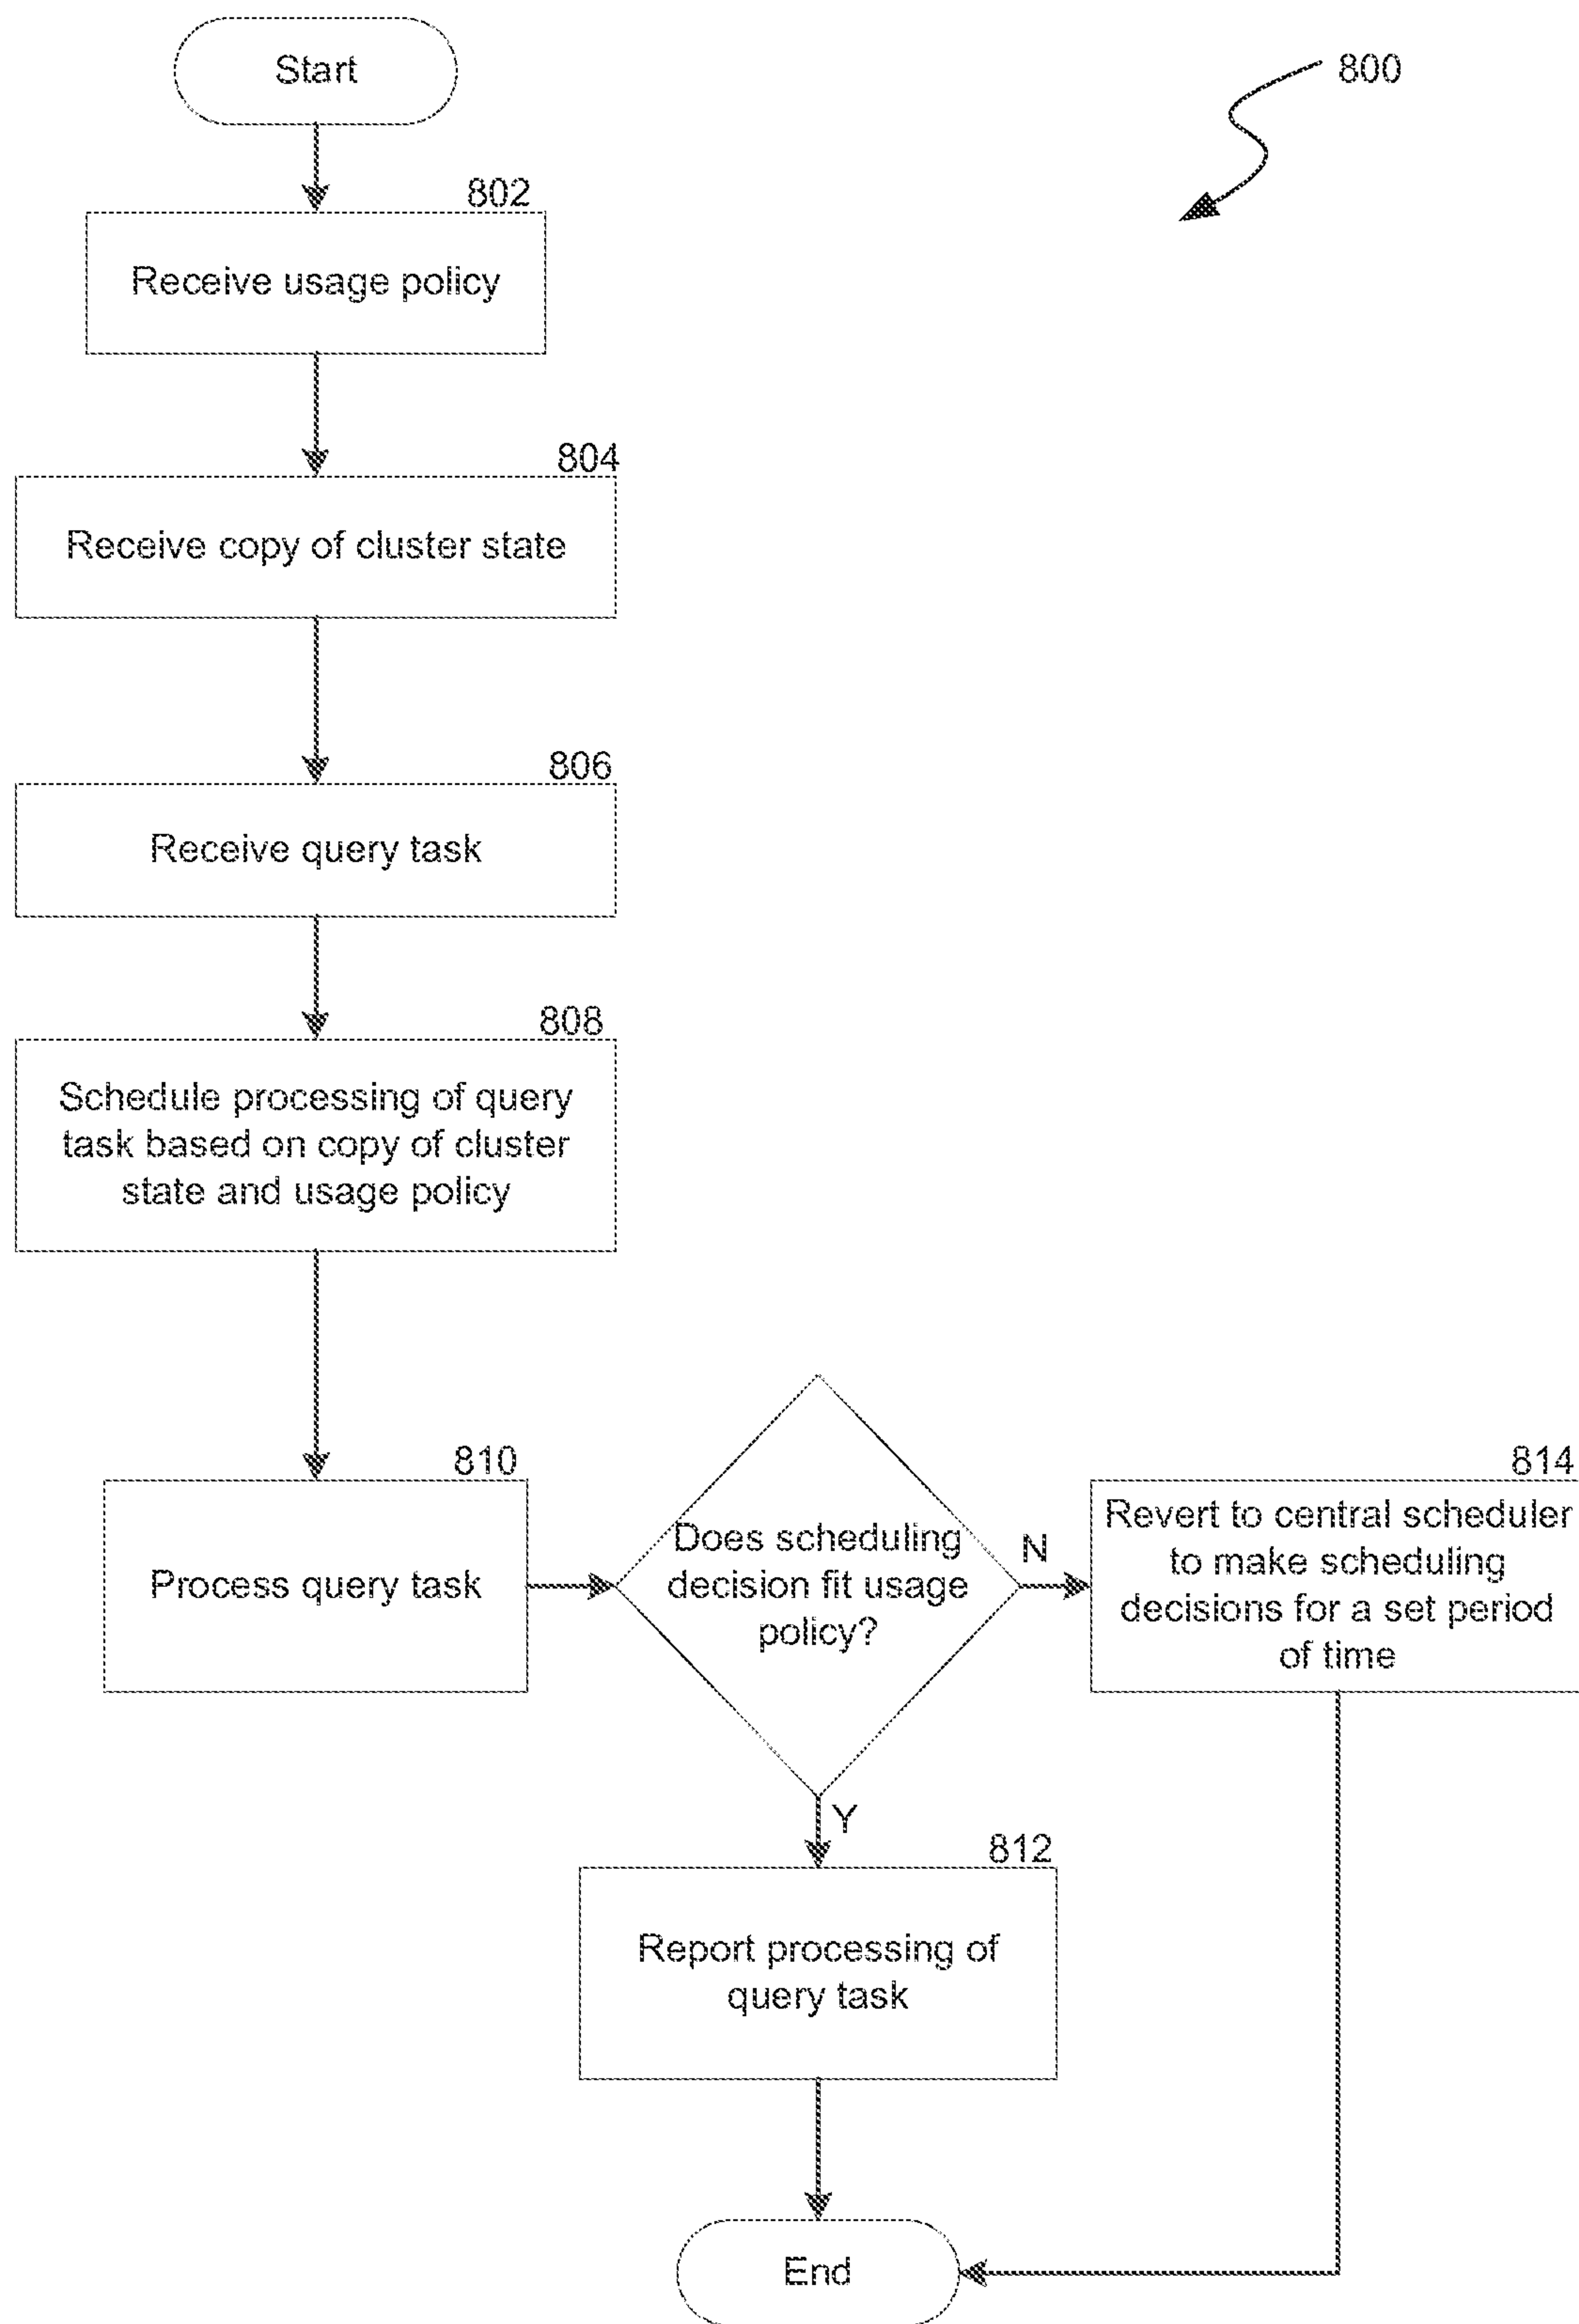 Start
800
802
Receive usage policy
804
Receive copy of cluster state
806
Receive query task
808
Schedule processing of query
task based on copy of cluster
state and usage policy
810
Process query task
Does scheduling
decision fit usage
policy?
N
814
Revert to central scheduler
to make scheduling
decisions for a set period
of time
Y
812
Report processing of
query task
End